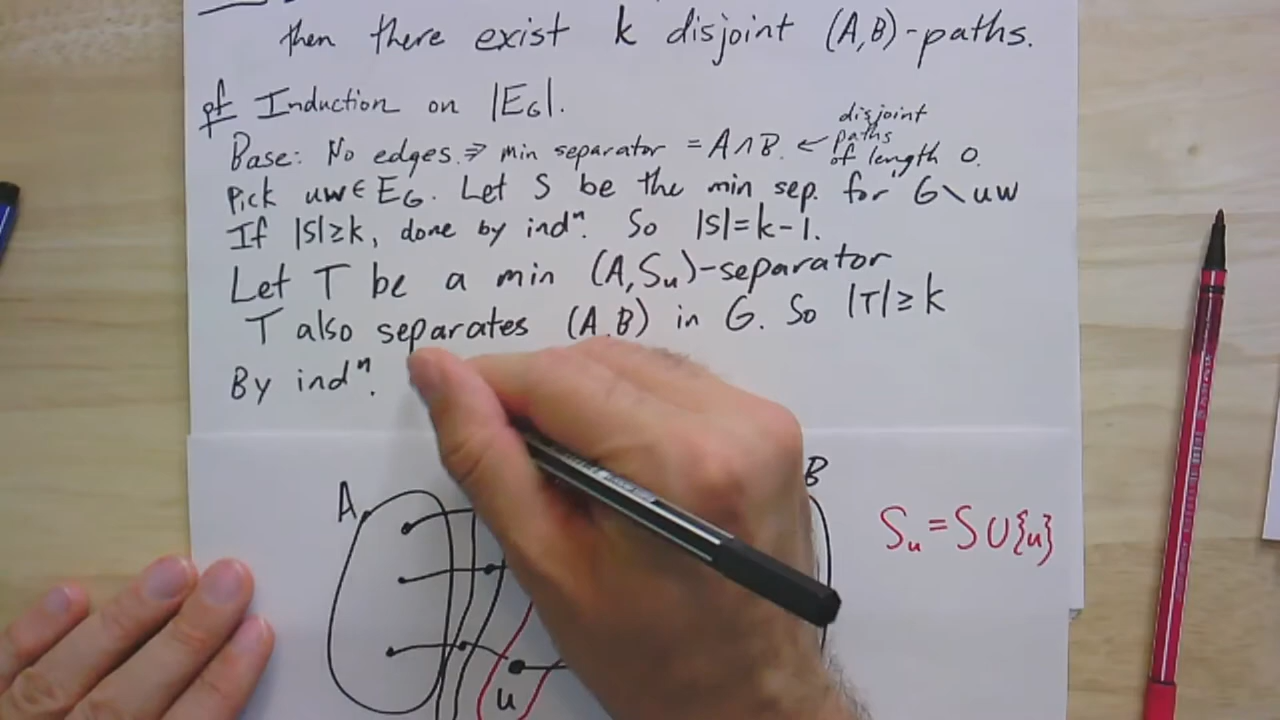 then there exist k disjoint (A,B)-paths.
pf Induction on |E_G|.
Base: No edges. ⇒ min separator = A∩B. ← disjoint paths of length 0.
Pick uw ∈ E_G. Let S be the min sep. for G \ uw
If |S| ≥ k, done by indⁿ. So |S| = k-1.
Let T be a min (A, S_u)-separator
T also separates (A,B) in G. So |T| ≥ k
By indⁿ.
A
B
S_u = S ∪ {u}
u